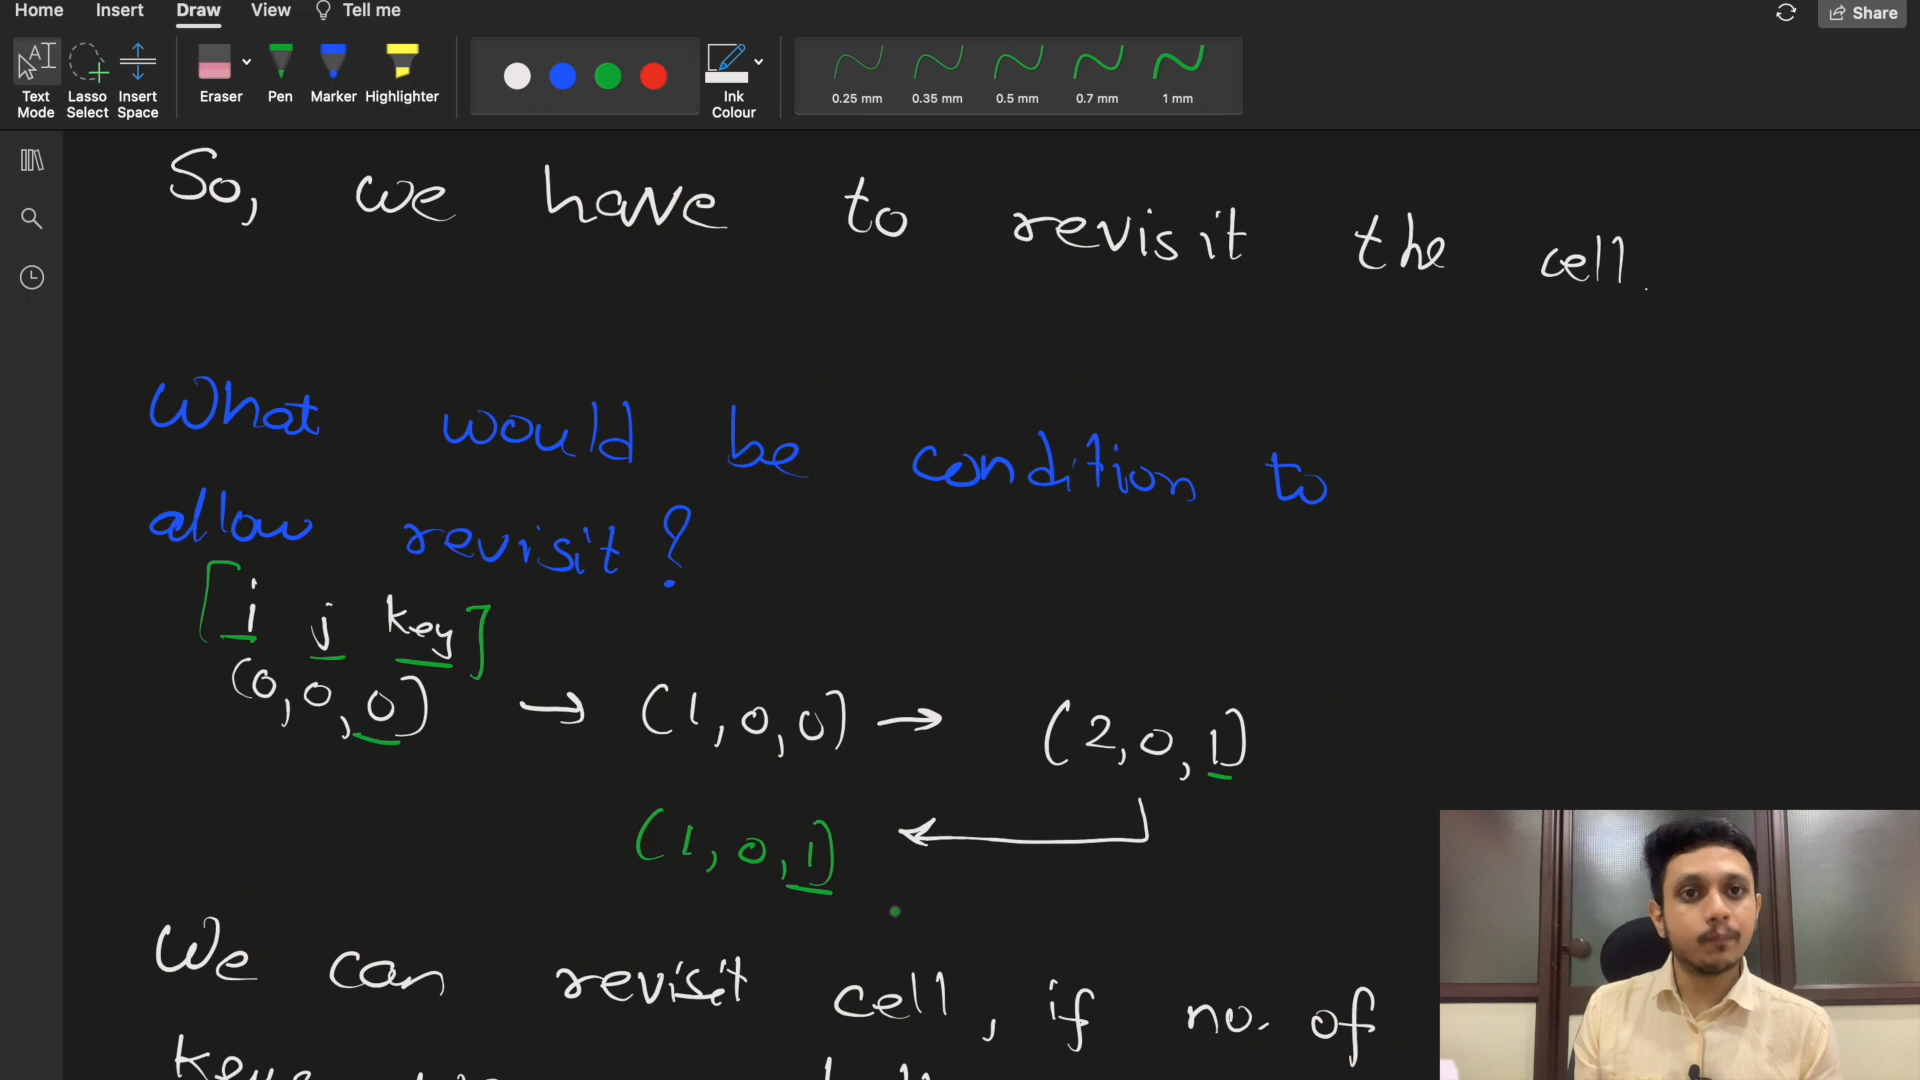 Home Insert Draw View Tell me Share
Text Mode
Lasso Select
Insert Space
Eraser
Pen
Marker
Highlighter
Ink Colour
0.25 mm 0.35 mm 0.5 mm 0.7 mm 1 mm
So, we have to revisit the cell.
What would be condition to
allow revisit?
[i j key]
(0,0,0) → (1,0,0) → (2,0,1)
(1,0,1)
We can revisit cell, if no. of